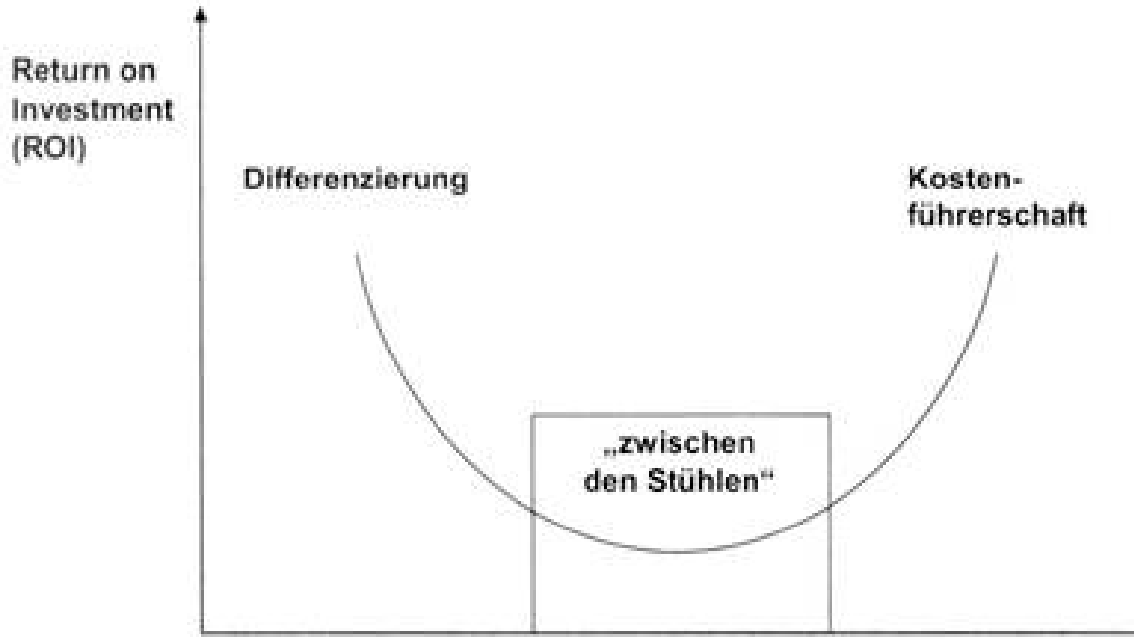 Return on
Investment
(ROI)
Differenzierung
Kosten-
führerschaft
„zwischen
den Stühlen“